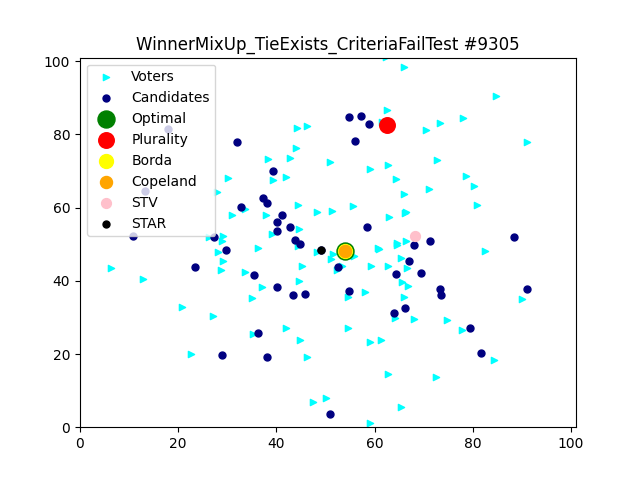 WinnerMixUp_TieExists_CriteriaFailTest #9305
100
80
60
40
20
0
Voters
Candidates
Optimal
Plurality
Borda
Copeland
STV
STAR
0 20 40 60 80 100